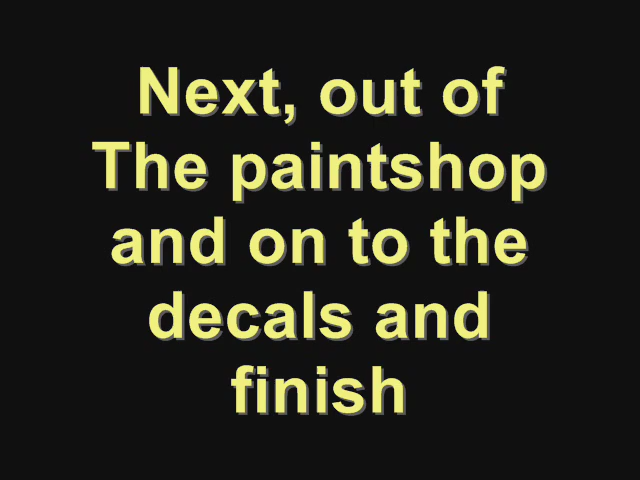 Next, out of
The paintshop
and on to the
decals and
finish